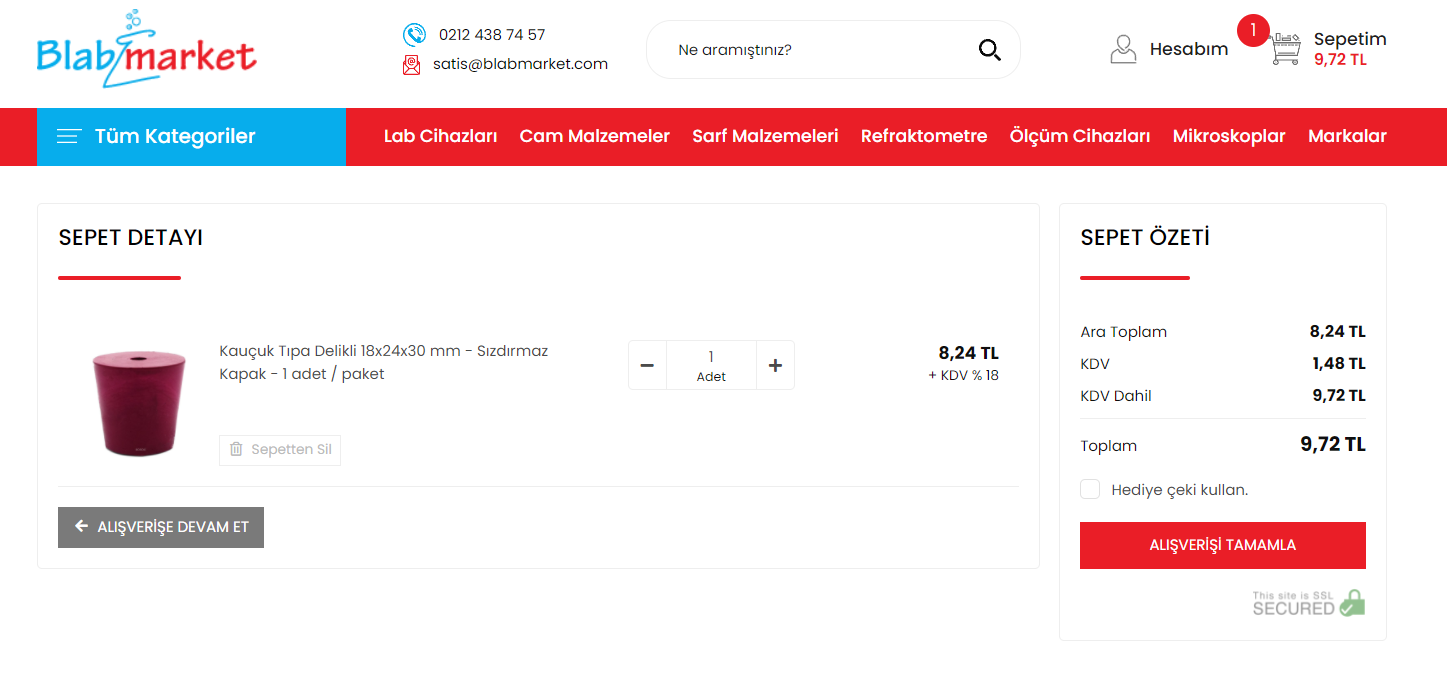 Blabmarket
0212 438 74 57
satis@blabmarket.com
Ne aramıştınız?
Hesabım
1
Sepetim
9,72 TL
Tüm Kategoriler
Lab Cihazları
Cam Malzemeler
Sarf Malzemeleri
Refraktometre
Ölçüm Cihazları
Mikroskoplar
Markalar
SEPET DETAYI
Kauçuk Tıpa Delikli 18x24x30 mm - Sızdırmaz
Kapak - 1 adet / paket
1
Adet
8,24 TL
+ KDV % 18
Sepetten Sil
ALIŞVERİŞE DEVAM ET
SEPET ÖZETİ
Ara Toplam 8,24 TL
KDV 1,48 TL
KDV Dahil 9,72 TL
Toplam 9,72 TL
Hediye çeki kullan.
ALIŞVERİŞİ TAMAMLA
This site is SSL
SECURED